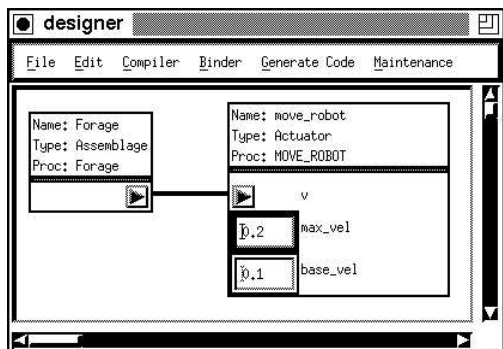 designer
File Edit Compiler Binder Generate Code Maintenance
Name: Forage
Type: Assemblage
Proc: Forage
Name: move_robot
Type: Actuator
Proc: MOVE_ROBOT
v
0.2 max_vel
0.1 base_vel